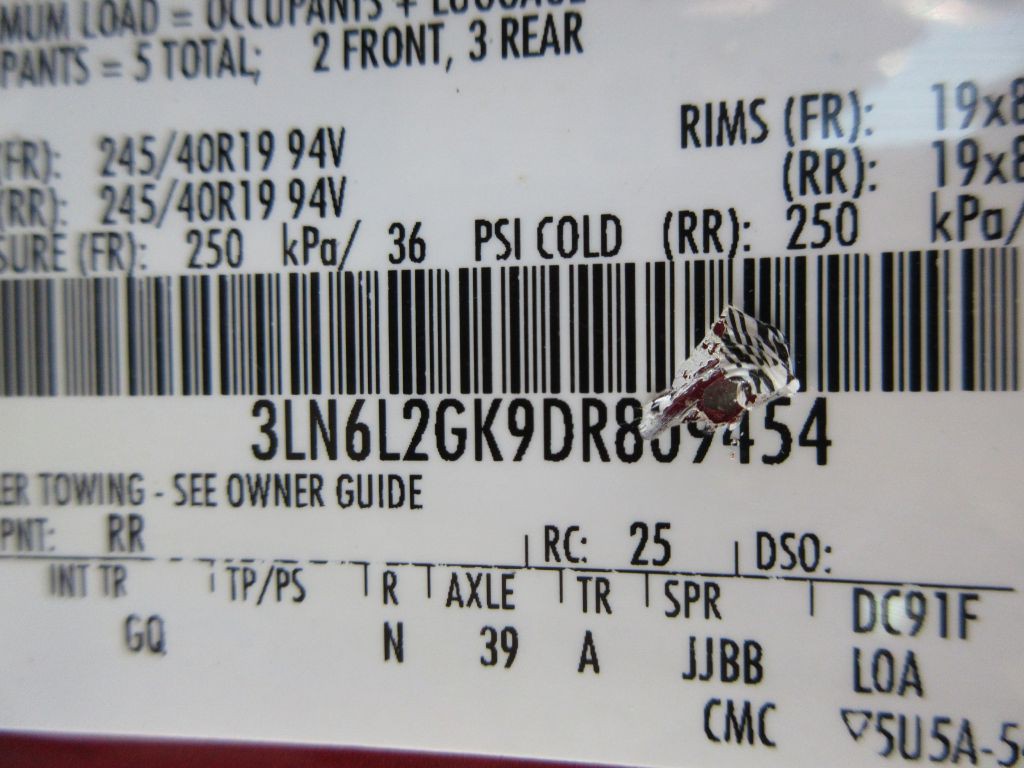 MUM LOAD = OCCUPANTS + LUGGAGE
PANTS = 5 TOTAL; 2 FRONT, 3 REAR
(FR): 245/40R19 94V RIMS (FR): 19x8
(RR): 245/40R19 94V (RR): 19x8
SURE (FR): 250 kPa/ 36 PSI COLD (RR): 250 kPa/
3LN6L2GK9DR809454
ER TOWING - SEE OWNER GUIDE
PNT: RR RC: 25 DSO:
INT TR TP/PS R AXLE TR SPR DC91F
GQ N 39 A JJBB LOA
CMC ▽5U5A-5